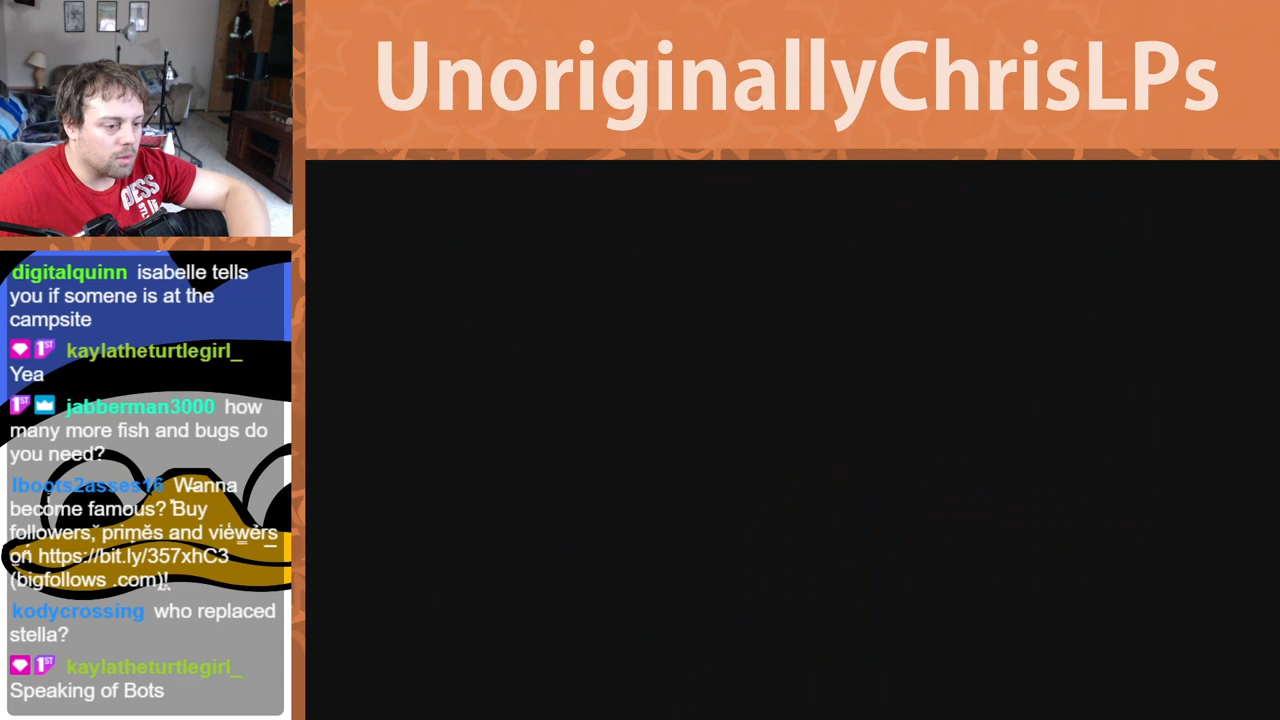 UnoriginallyChrisLPs
digitalquinn isabelle tells
you if somene is at the
campsite
kaylatheturtlegirl_
Yea
jabberman3000 how
many more fish and bugs do
you need?
lboots2asses16 Wanna
become famous? Buy
followers, primes and viewers
on https://bit.ly/357xhC3
(bigfollows .com)!
kodycrossing who replaced
stella?
kaylatheturtlegirl_
Speaking of Bots